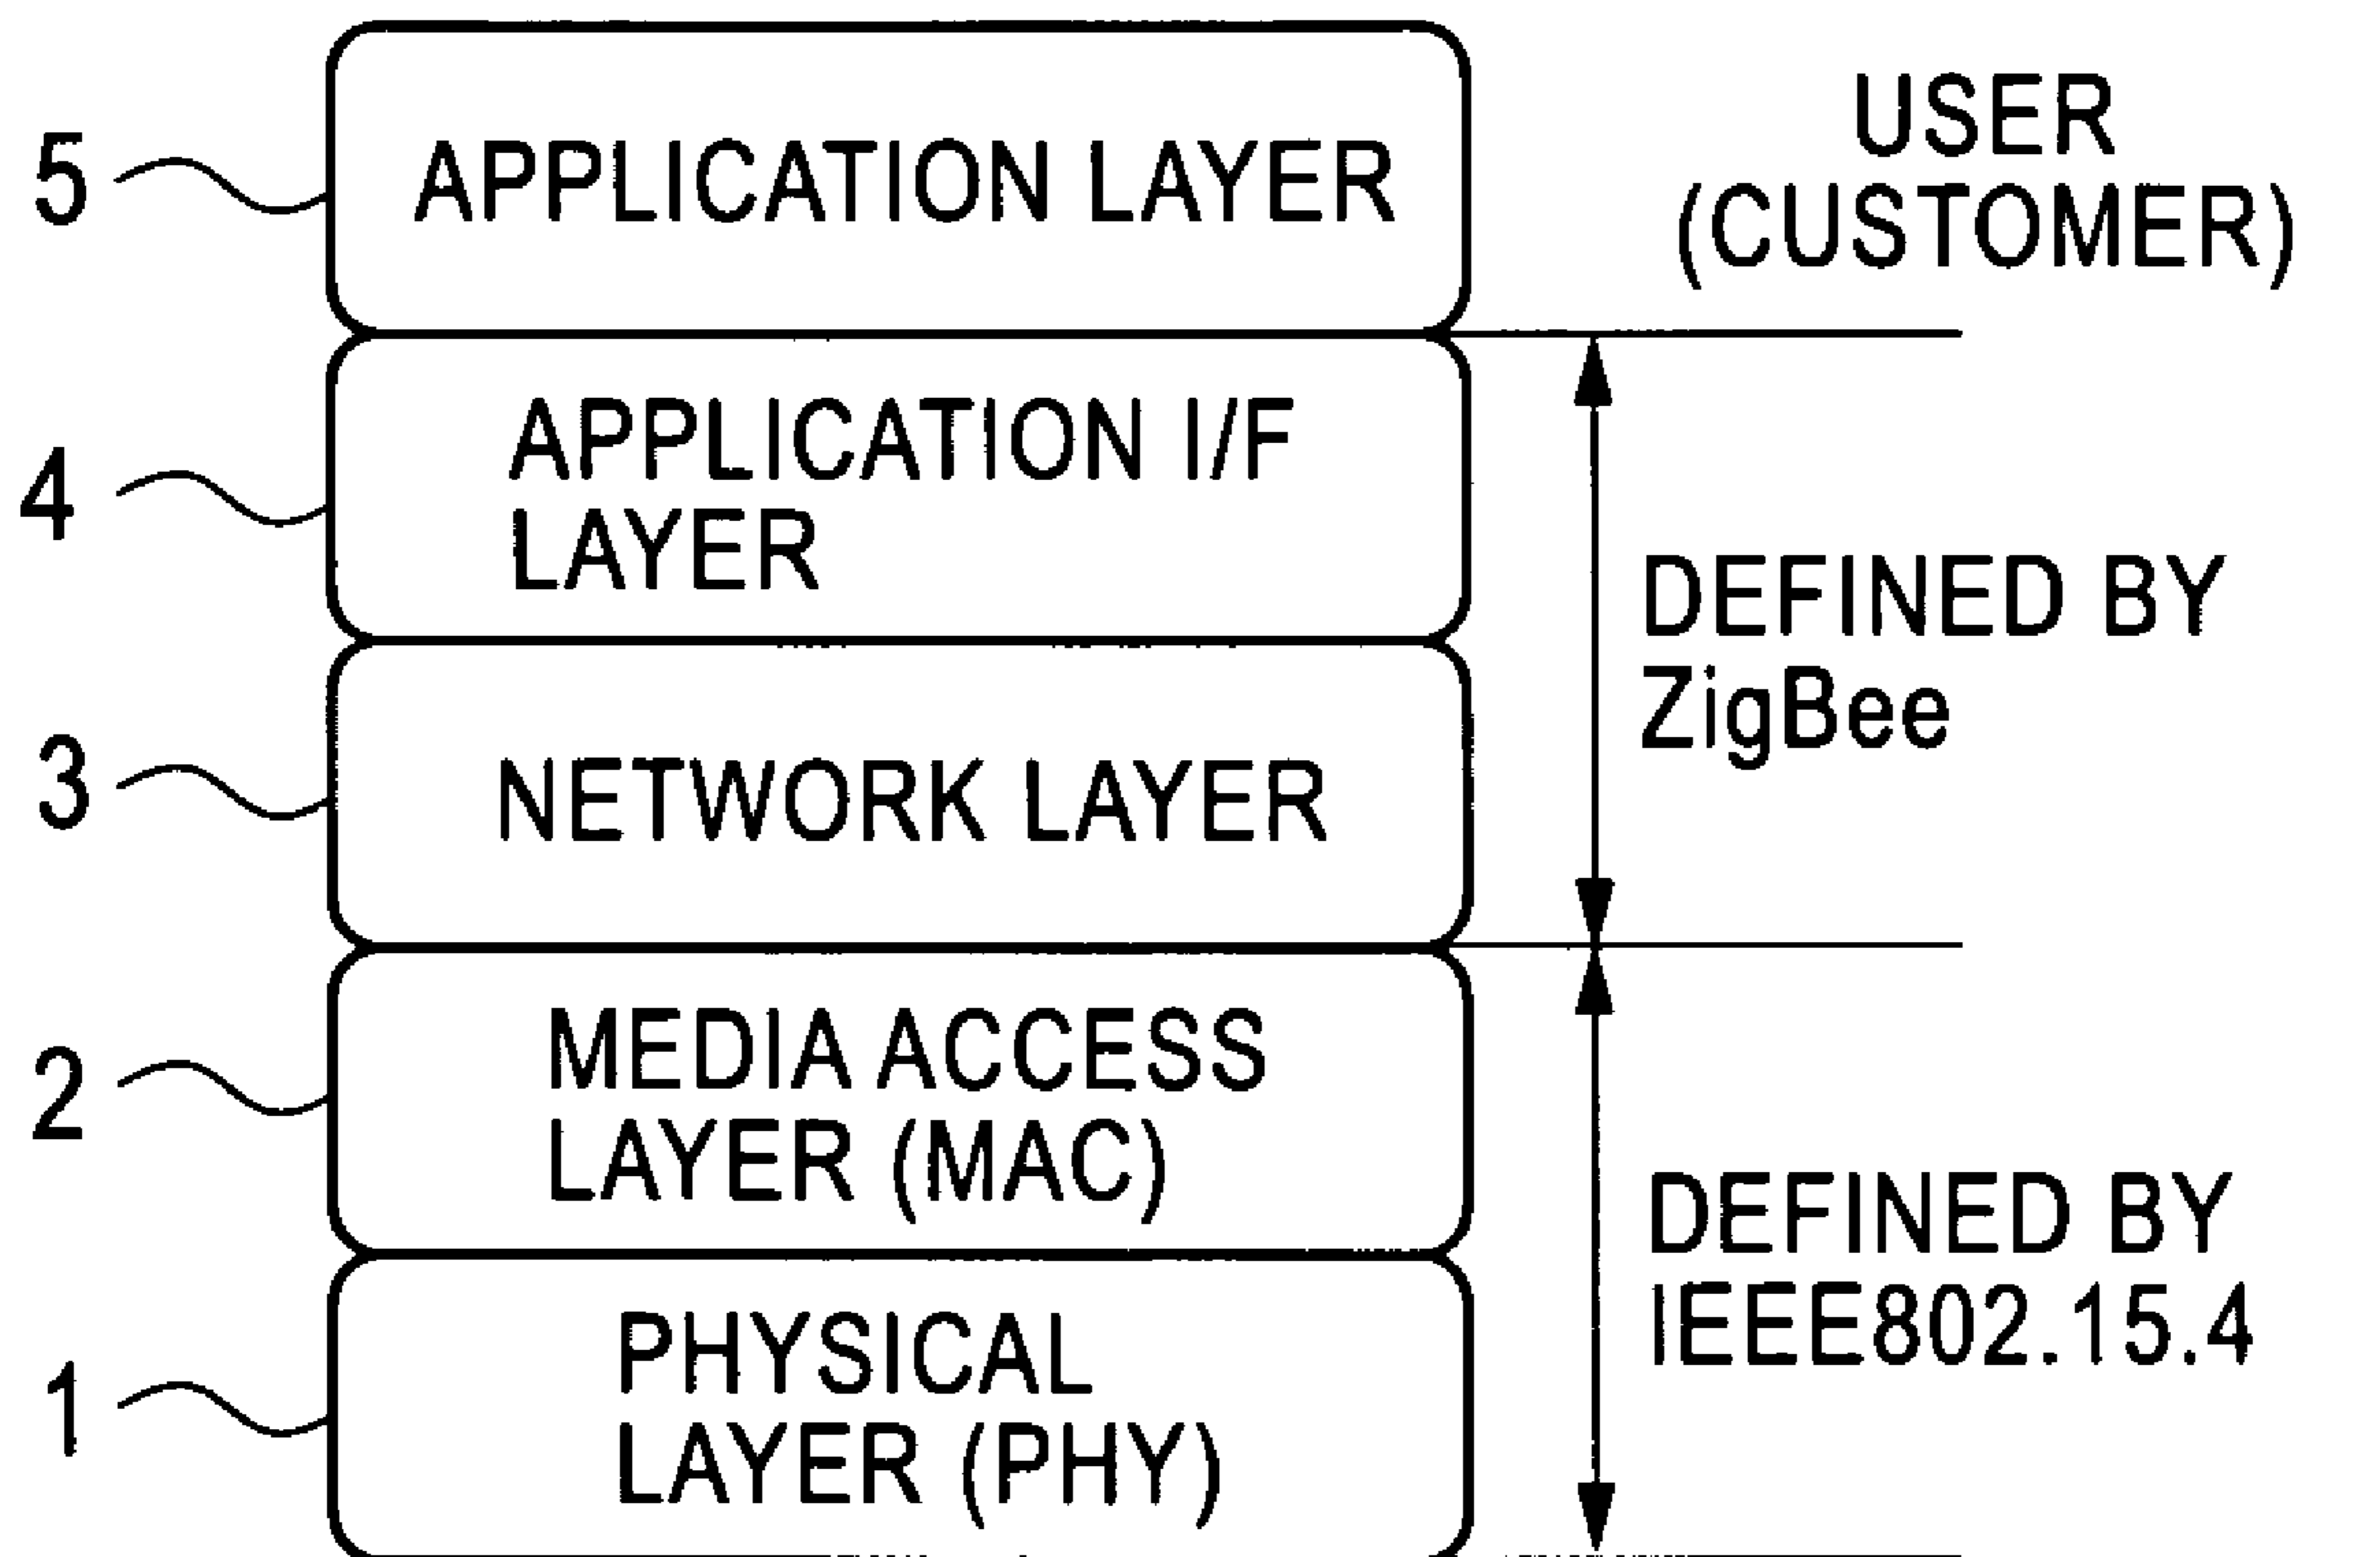 5
APPLICATION LAYER
USER
(CUSTOMER)
4
APPLICATION I/F
LAYER
DEFINED BY
ZigBee
3
NETWORK LAYER
2
MEDIA ACCESS
LAYER (MAC)
DEFINED BY
IEEE802.15.4
1
PHYSICAL
LAYER (PHY)